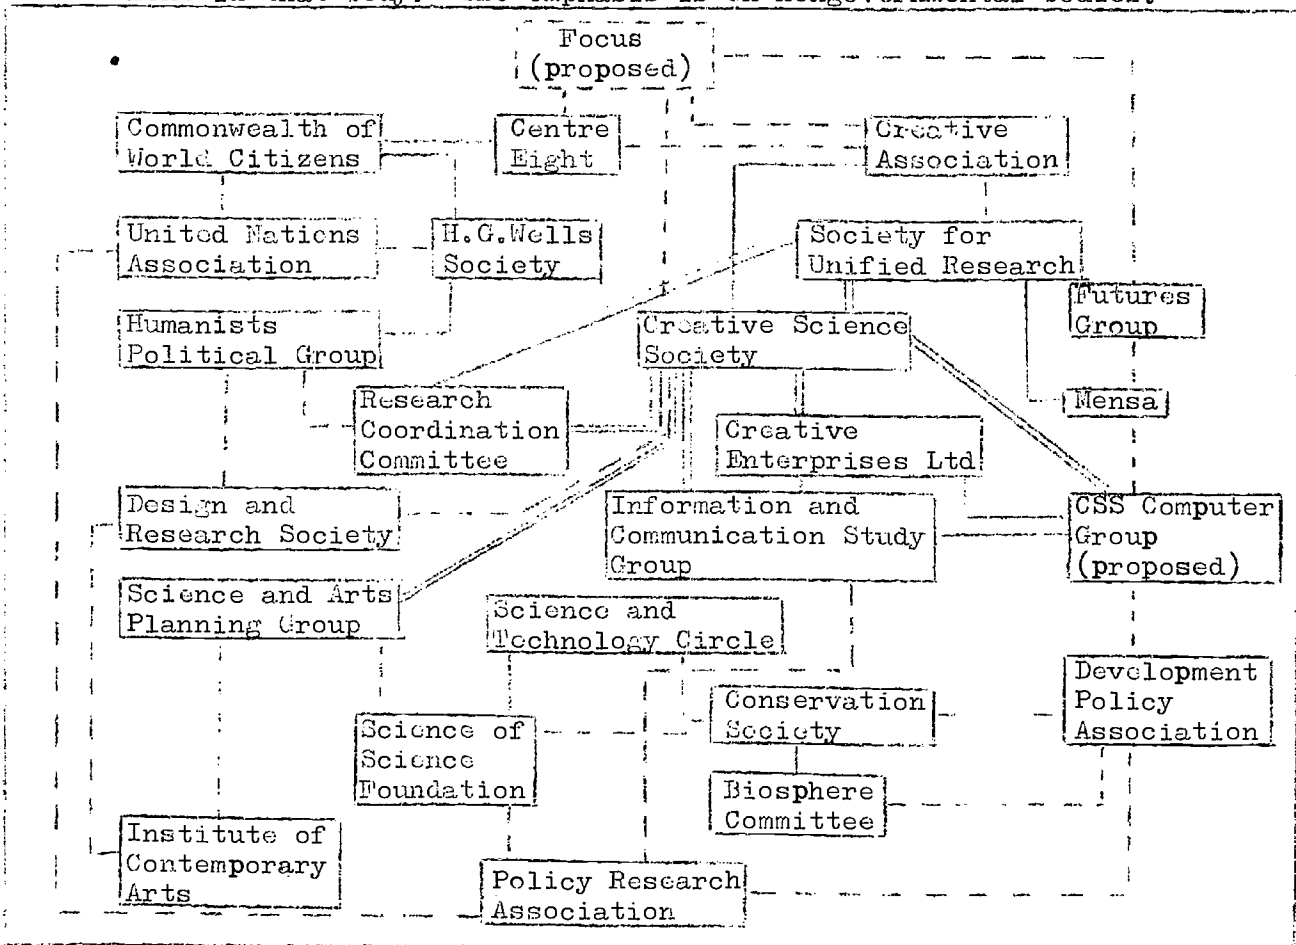 Focus
(proposed)
Commonwealth of
World Citizens
Centre
Eight
Creative
Association
United Nations
Association
H.G.Wells
Society
Society for
Unified Research
Futures
Group
Humanists
Political Group
Creative Science
Society
Mensa
Research
Coordination
Committee
Creative
Enterprises Ltd
Design and
Research Society
Information and
Communication Study
Group
CSS Computer
Group
(proposed)
Science and Arts
Planning Group
Science and
Technology Circle
Development
Policy
Association
Conservation
Society
Science of
Science
Foundation
Biosphere
Committee
Institute of
Contemporary
Arts
Policy Research
Association